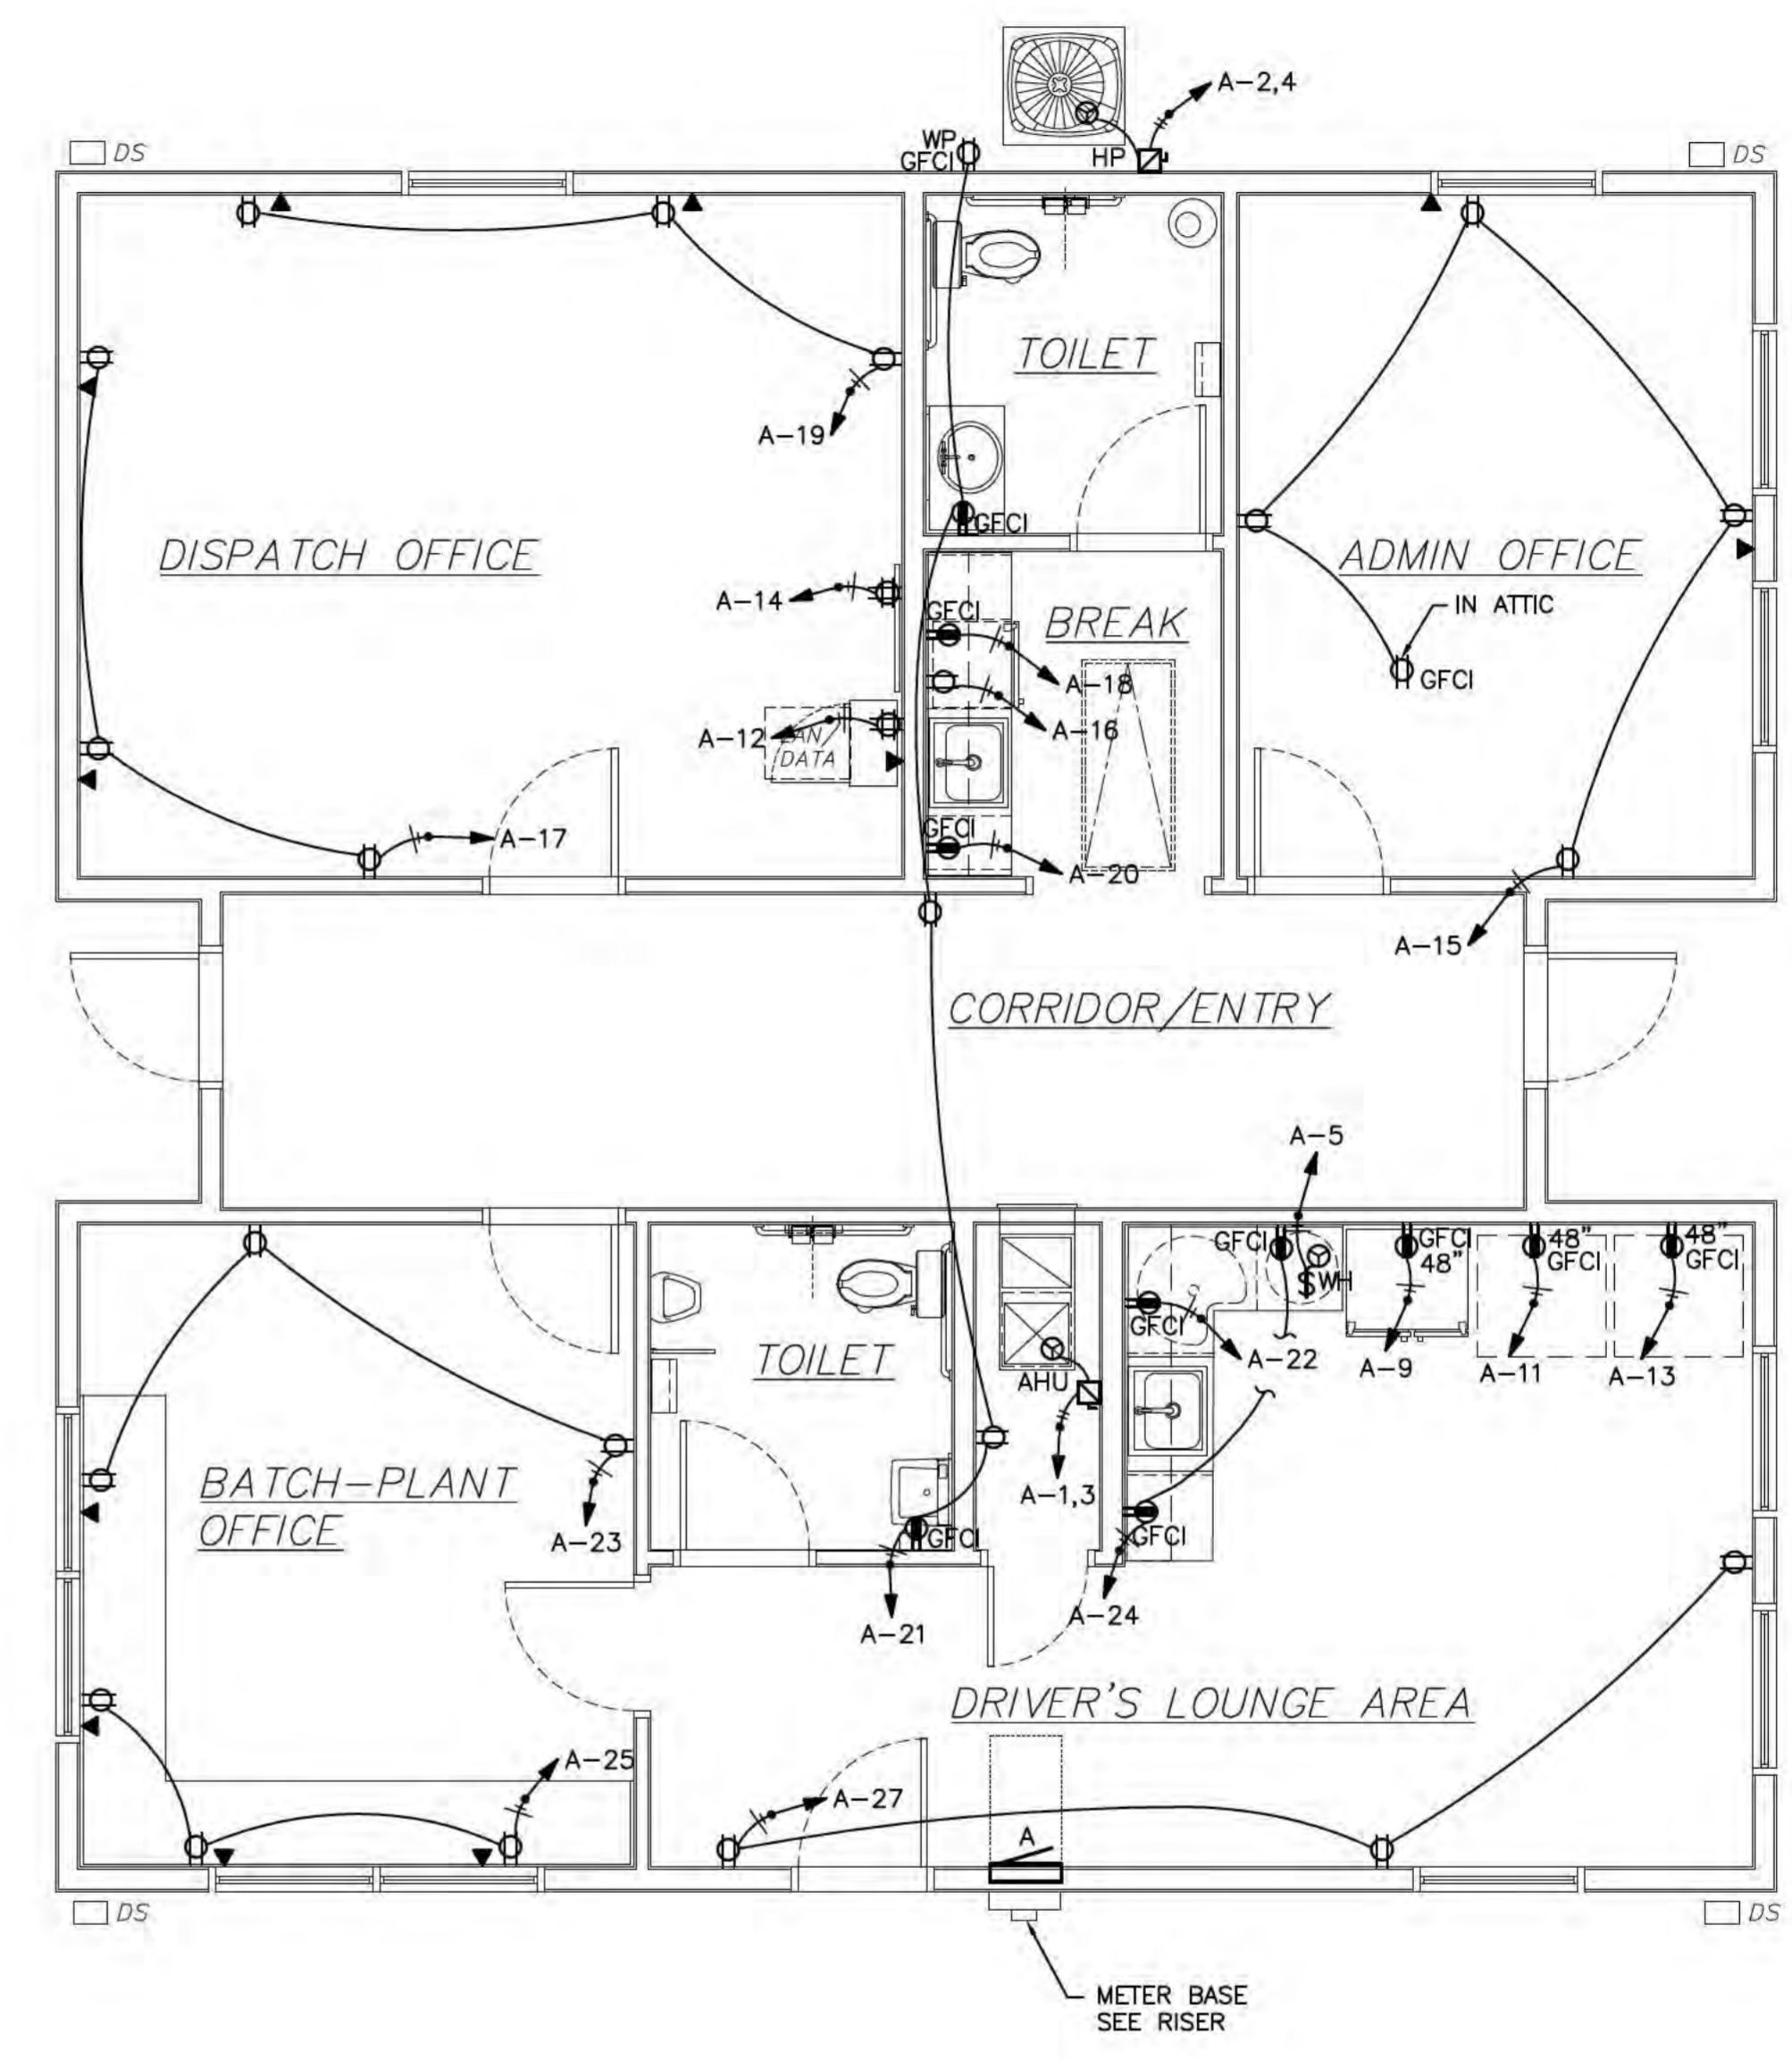 A-2,4
WP
GFCI
HP
DS
DS
TOILET
A-19
GFCI
DISPATCH OFFICE
ADMIN OFFICE
A-14
IN ATTIC
GFCI
BREAK
GFCI
A-18
A-16
A-12
LAN/
DATA
GFCI
A-17
A-20
A-15
CORRIDOR/ENTRY
A-5
GFCI
GFCI
48"
48"
GFCI
48"
GFCI
$WH
GFCI
A-22
A-9
A-11
A-13
TOILET
AHU
BATCH-PLANT
OFFICE
A-1,3
A-23
GFCI
GFCI
A-24
A-21
DRIVER'S LOUNGE AREA
A-25
A-27
A
DS
DS
METER BASE
SEE RISER